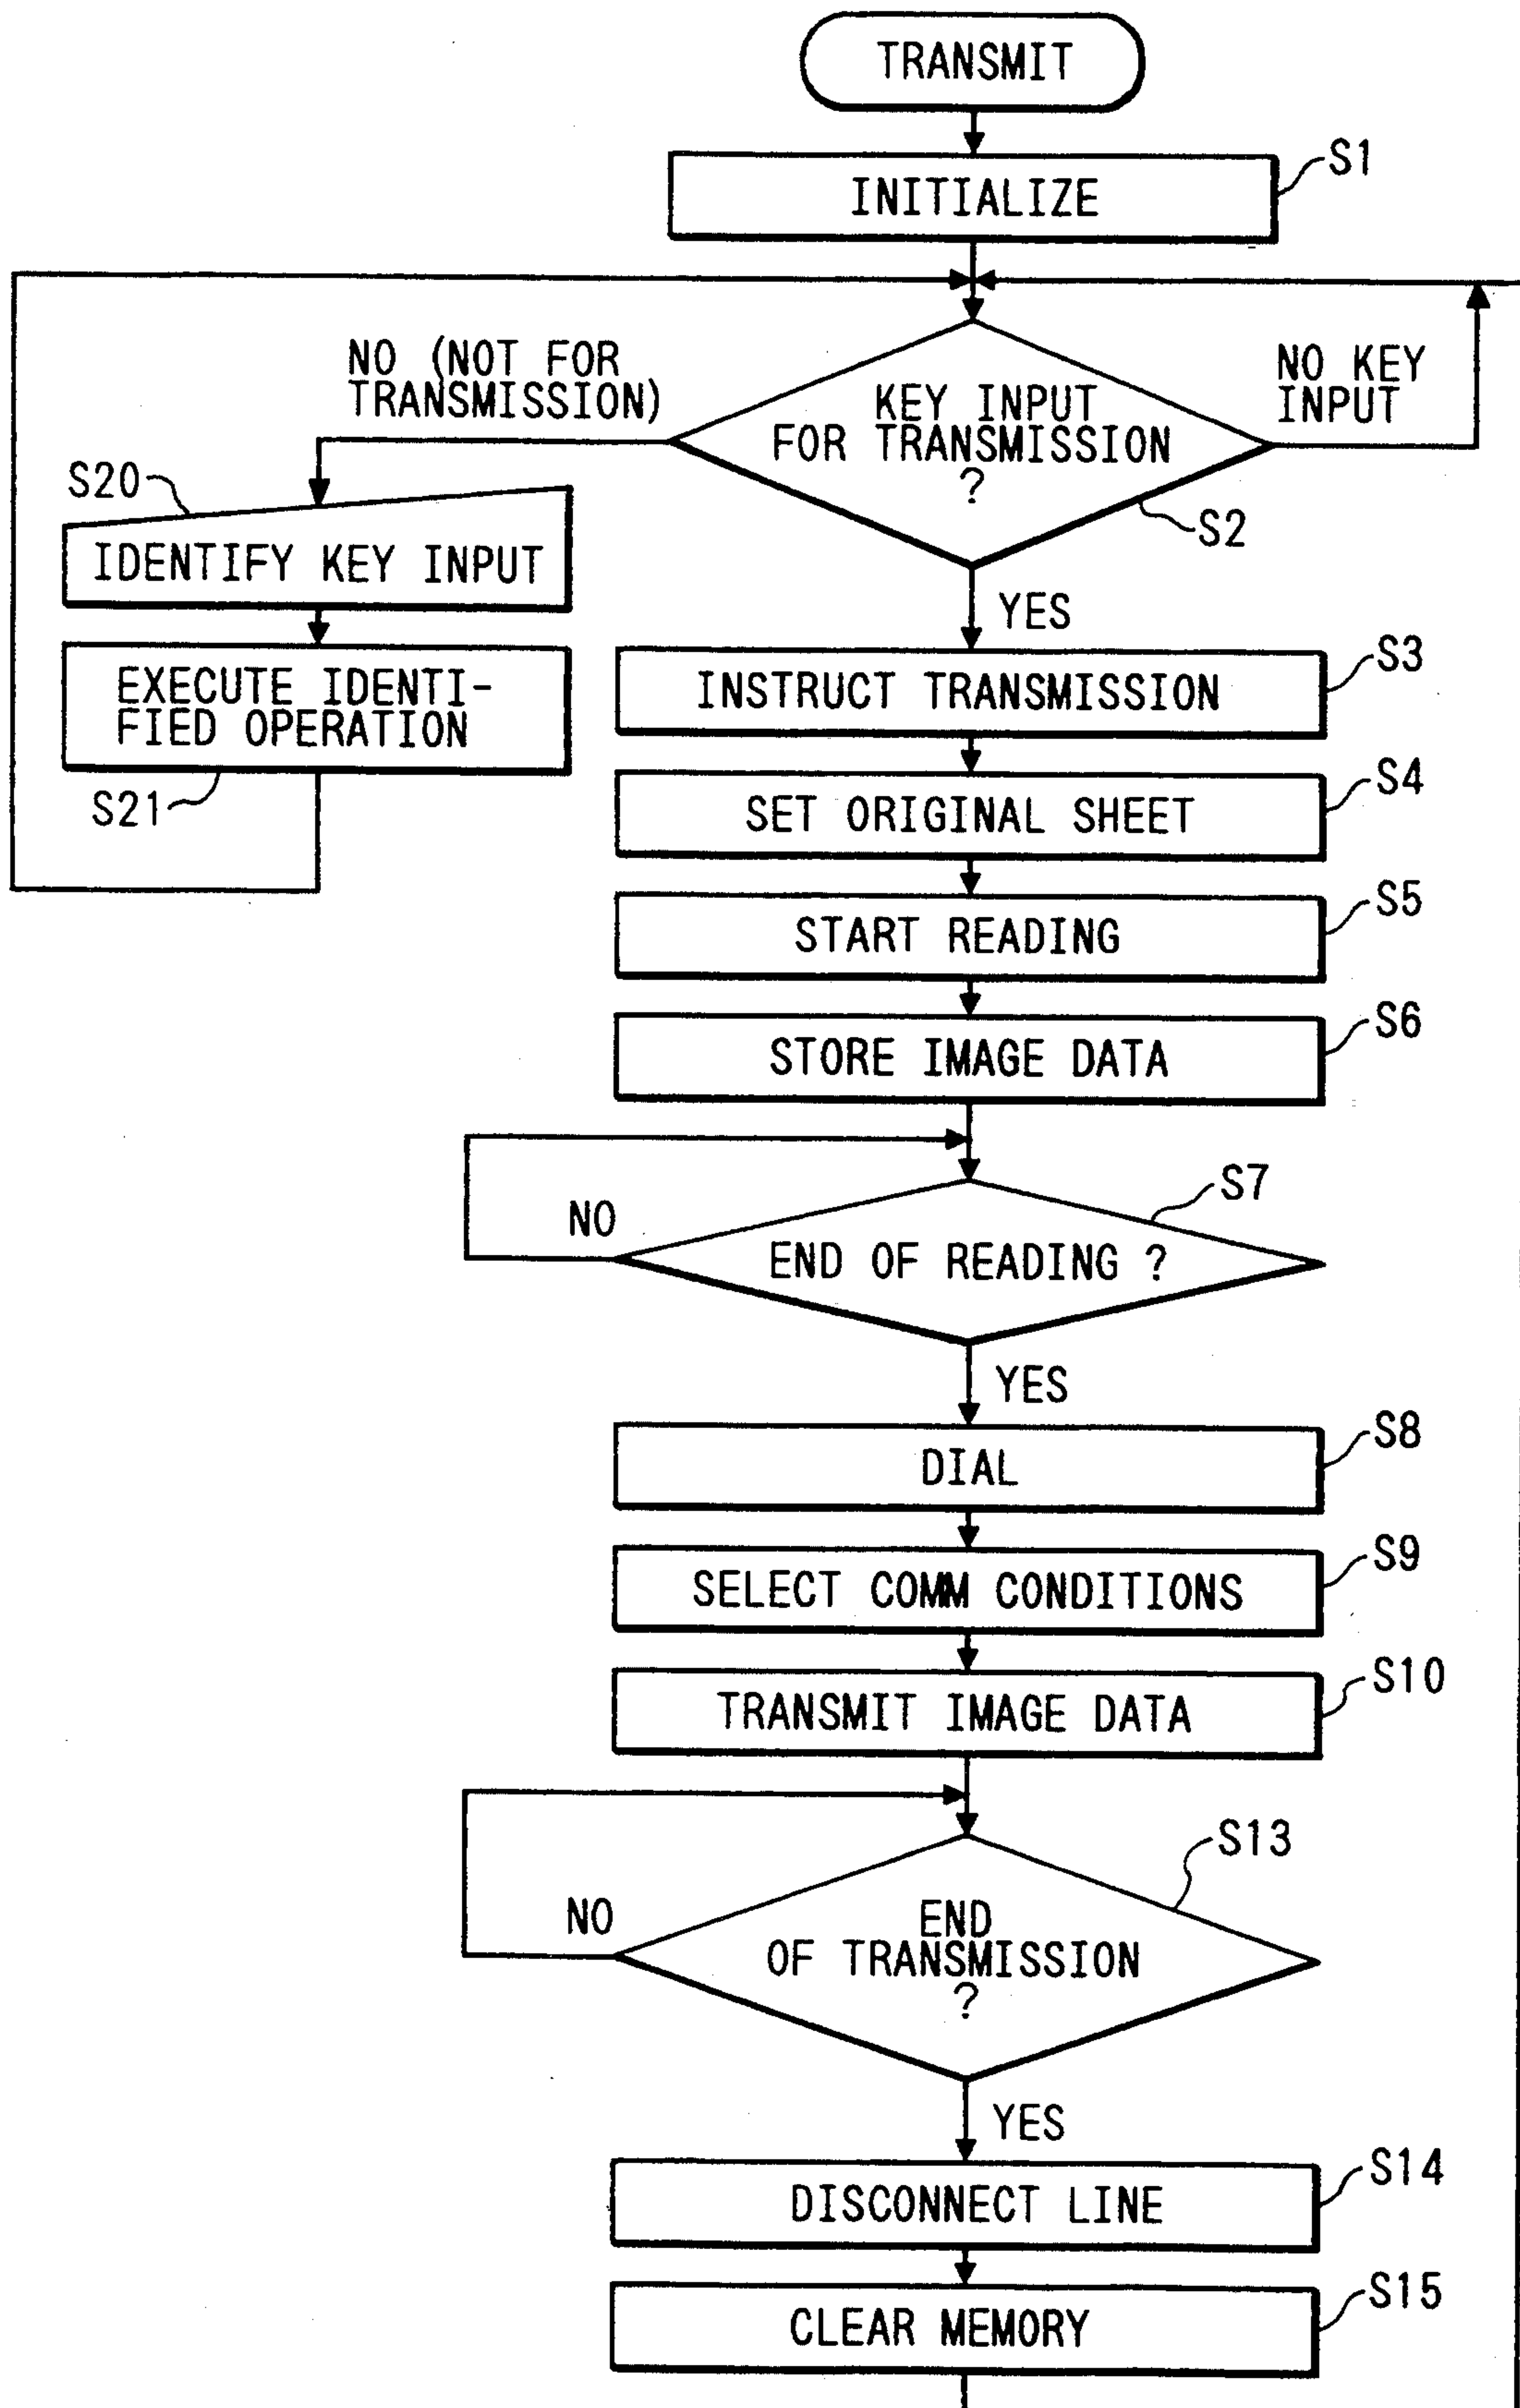 TRANSMIT
S1
INITIALIZE
NO (NOT FOR
TRANSMISSION)
KEY INPUT
FOR TRANSMISSION
?
NO KEY
INPUT
S2
S20
IDENTIFY KEY INPUT
YES
EXECUTE IDENTI-
FIED OPERATION
S21
S3
INSTRUCT TRANSMISSION
S4
SET ORIGINAL SHEET
S5
START READING
S6
STORE IMAGE DATA
S7
NO
END OF READING ?
YES
S8
DIAL
S9
SELECT COMM CONDITIONS
S10
TRANSMIT IMAGE DATA
S13
NO
END
OF TRANSMISSION
?
YES
S14
DISCONNECT LINE
S15
CLEAR MEMORY